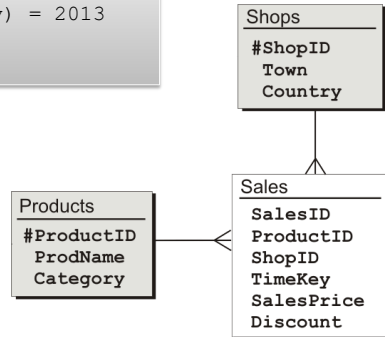 ) = 2013
Shops
#ShopID
Town
Country
Products
#ProductID
ProdName
Category
Sales
SalesID
ProductID
ShopID
TimeKey
SalesPrice
Discount